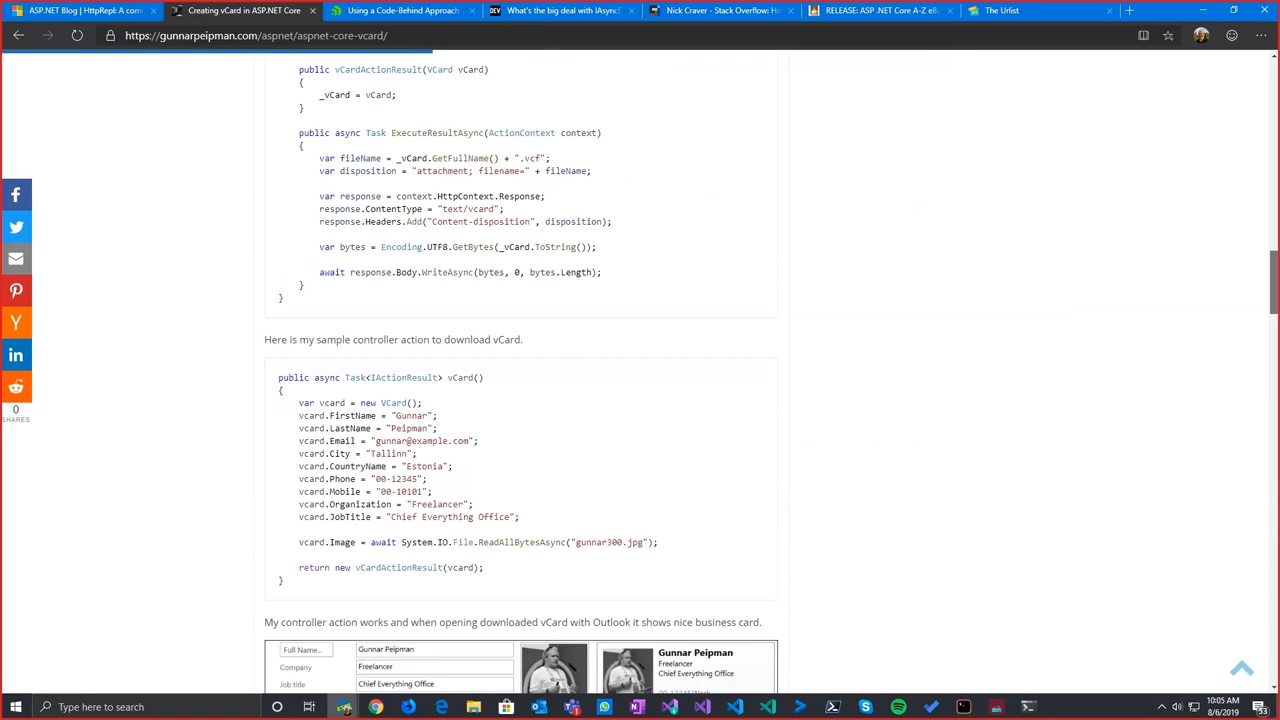 ASP.NET Blog | HttpRepl: A com
Creating vCard in ASP.NET Core
Using a Code-Behind Approach
DEV
What's the big deal with IAsync
Nick Craver - Stack Overflow: Ho
RELEASE: ASP .NET Core A-Z eBo
The Urlist
https://gunnarpeipman.com/aspnet/aspnet-core-vcard/
public vCardActionResult(VCard vCard)
{
_vCard = vCard;
}
public async Task ExecuteResultAsync(ActionContext context)
{
var fileName = _vCard.GetFullName() + ".vcf";
var disposition = "attachment; filename=" + fileName;
var response = context.HttpContext.Response;
response.ContentType = "text/vcard";
response.Headers.Add("Content-disposition", disposition);
var bytes = Encoding.UTF8.GetBytes(_vCard.ToString());
await response.Body.WriteAsync(bytes, 0, bytes.Length);
}
}
0
SHARES
Here is my sample controller action to download vCard.
public async Task<IActionResult> vCard()
{
var vcard = new VCard();
vcard.FirstName = "Gunnar";
vcard.LastName = "Peipman";
vcard.Email = "gunnar@example.com";
vcard.City = "Tallinn";
vcard.CountryName = "Estonia";
vcard.Phone = "00-12345";
vcard.Mobile = "00-10101";
vcard.Organization = "Freelancer";
vcard.JobTitle = "Chief Everything Office";
vcard.Image = await System.IO.File.ReadAllBytesAsync("gunnar300.jpg");
return new vCardActionResult(vcard);
}
My controller action works and when opening downloaded vCard with Outlook it shows nice business card.
Full Name...
Gunnar Peipman
Company
Freelancer
Job title
Chief Everything Office
Gunnar Peipman
Freelancer
Chief Everything Office
Type here to search
10:05 AM
8/6/2019